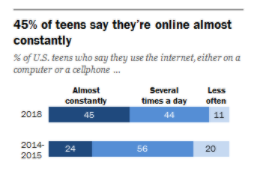 45% of teens say they're online almost
constantly
% of U.S. teens who say they use the internet, either on a
computer or a cellphone ...
Almost constantly Several times a day Less often
2018 45 44 11
2014-2015 24 56 20